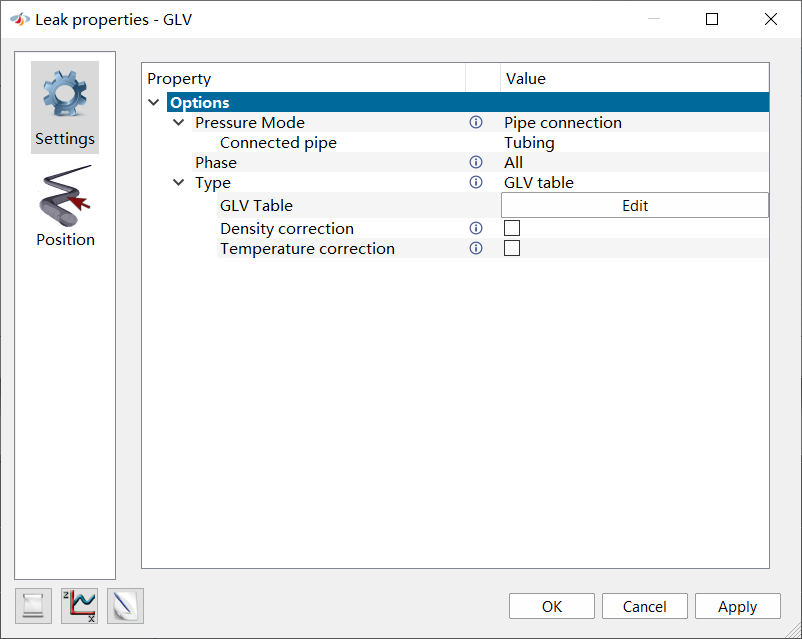 Leak properties - GLV
Settings
Position
Property Value
Options
Pressure Mode Pipe connection
Connected pipe Tubing
Phase All
Type GLV table
GLV Table Edit
Density correction
Temperature correction
Z
X
OK Cancel Apply